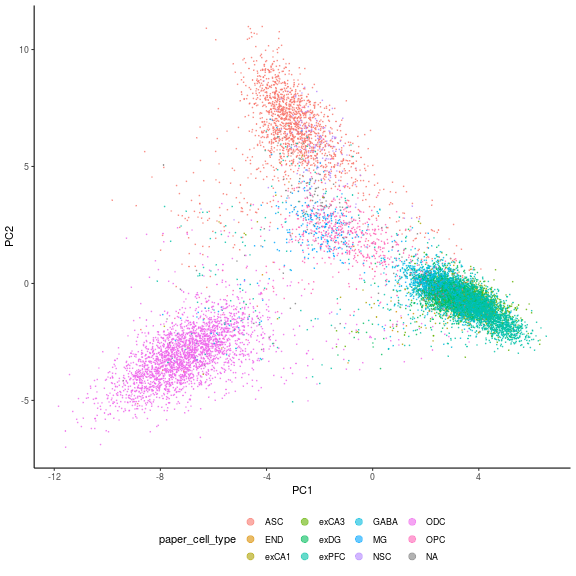 10
5
0
-5
PC2
-12 -8 -4 0 4
PC1
paper_cell_type
ASC exCA3 GABA ODC
END exDG MG OPC
exCA1 exPFC NSC NA